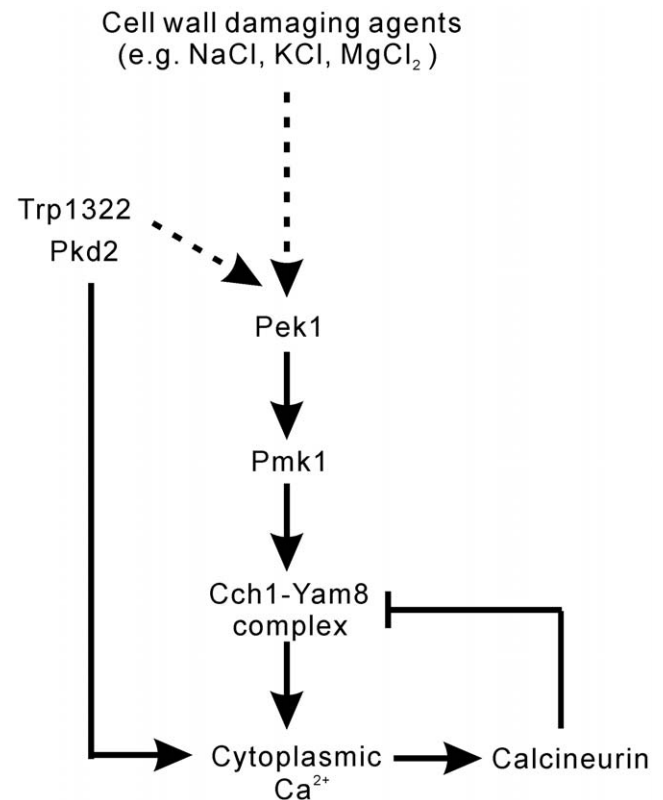 Cell wall damaging agents
(e.g. NaCl, KCl, MgCl₂ )
Trp1322
Pkd2
Pek1
Pmk1
Cch1-Yam8
complex
Cytoplasmic
Ca²⁺
Calcineurin